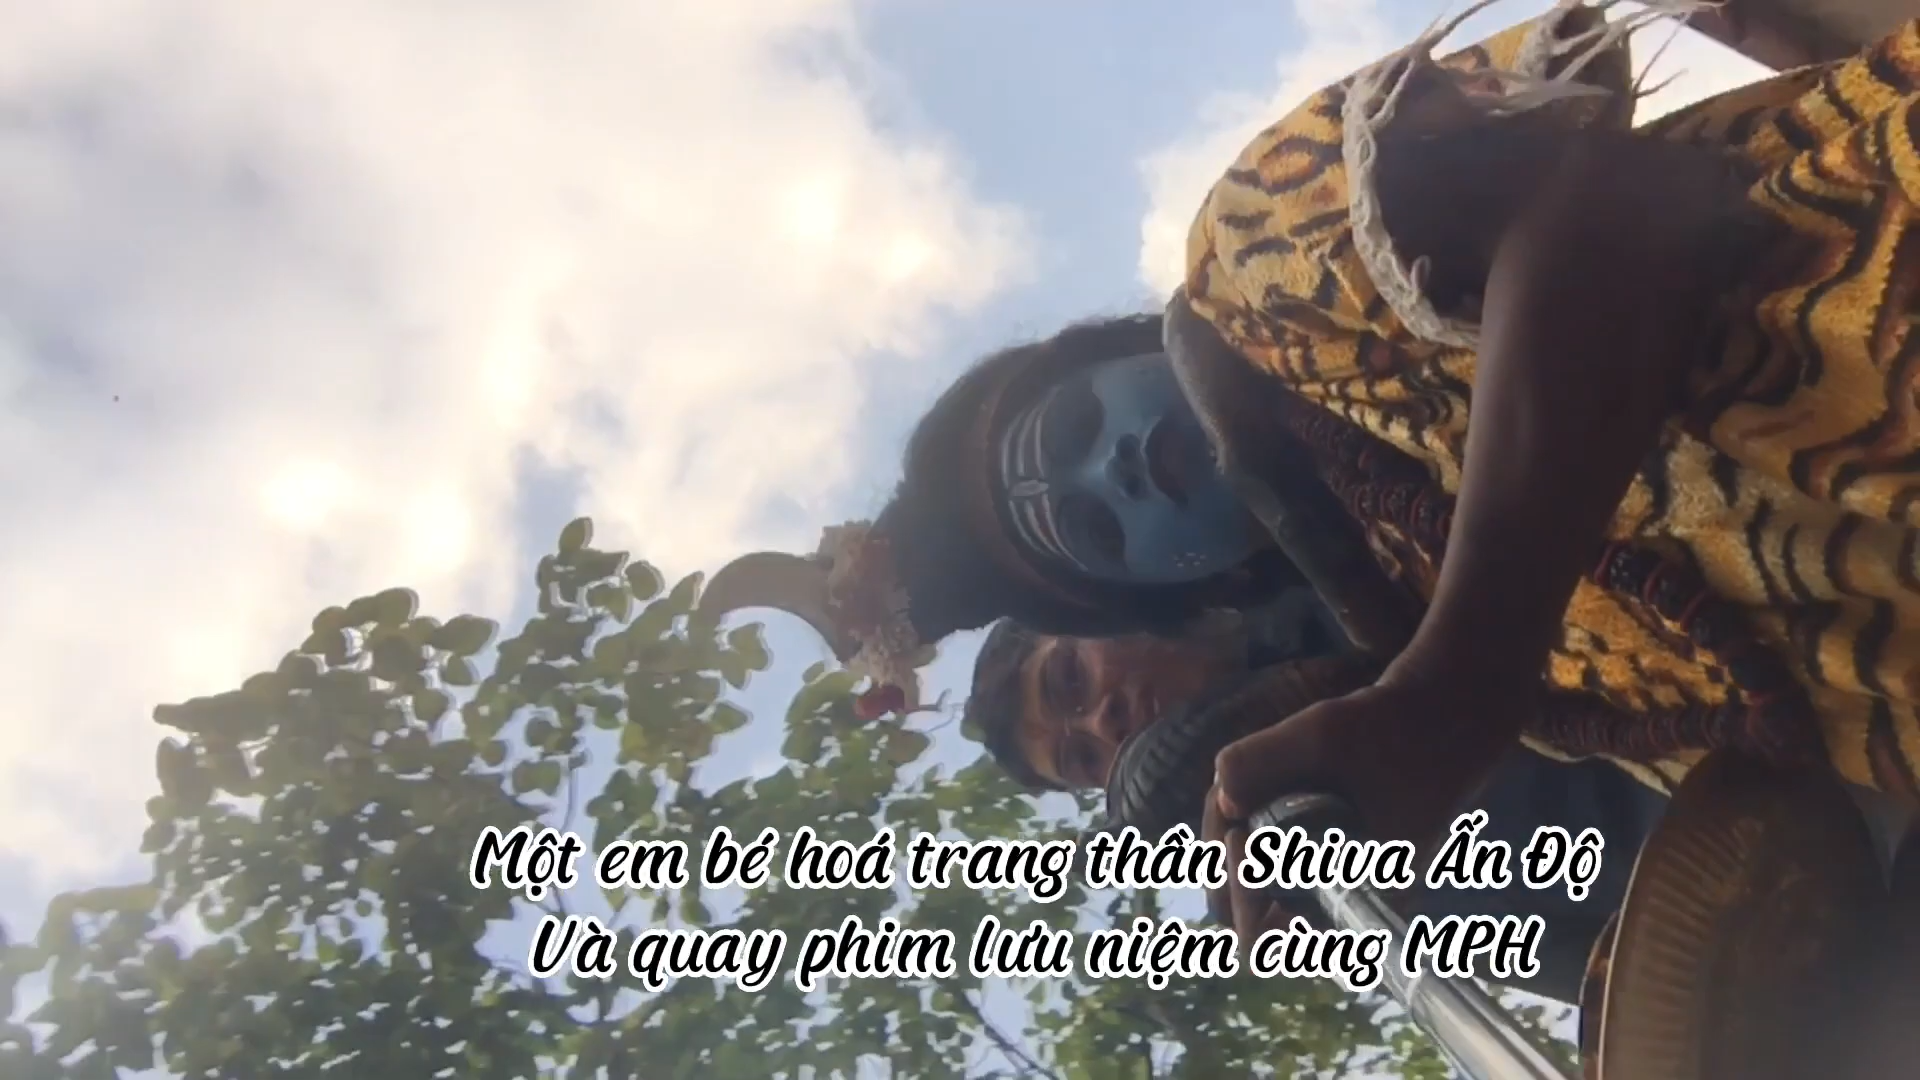 Một em bé hoá trang thần Shiva Ấn Độ
Và quay phim lưu niệm cùng MPH